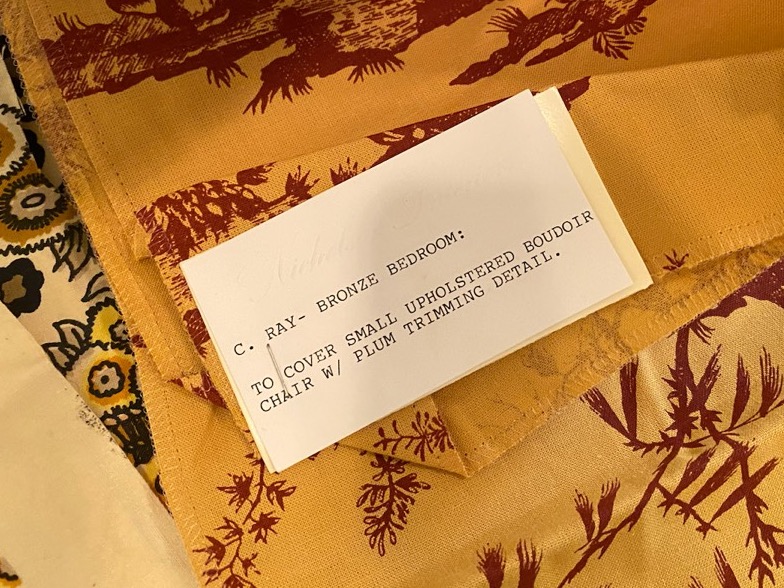 C. RAY- BRONZE BEDROOM:
TO COVER SMALL UPHOLSTERED BOUDOIR
CHAIR W/ PLUM TRIMMING DETAIL.